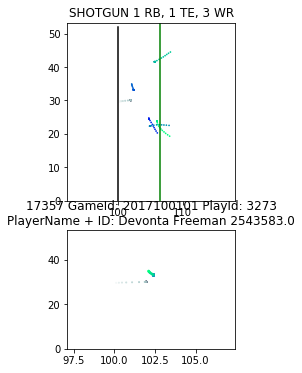 SHOTGUN 1 RB, 1 TE, 3 WR
50
40
30
20
10
0
100 110
17357 GameId: 2017100101 PlayId: 3273
PlayerName + ID: Devonta Freeman 2543583.0
40
20
0
97.5 100.0 102.5 105.0